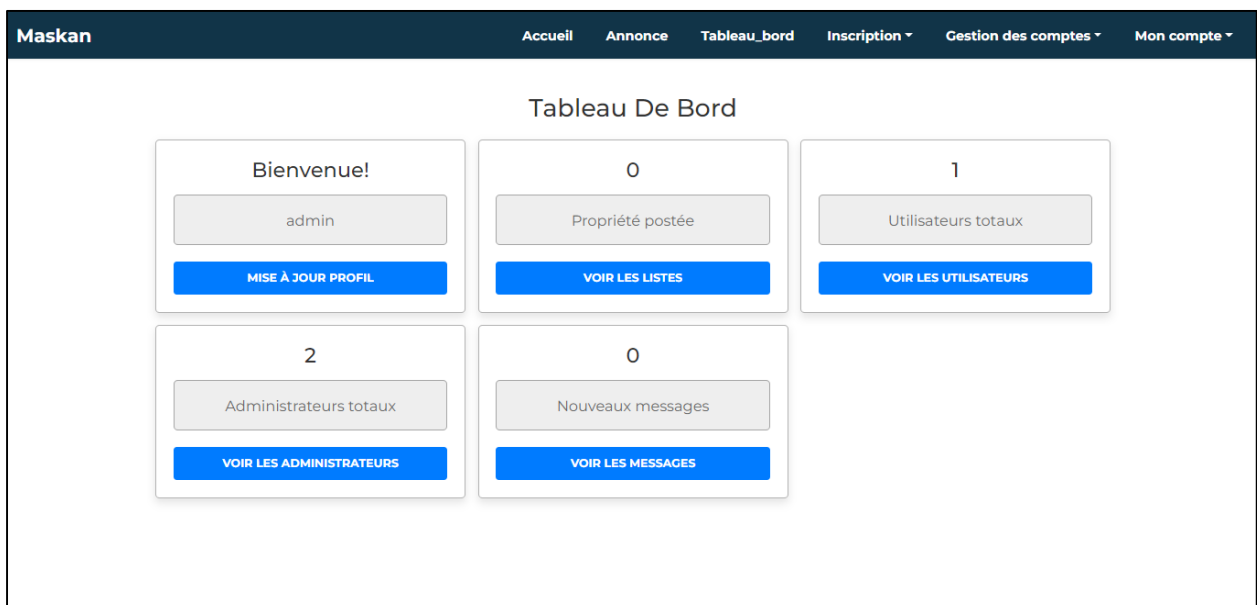 Maskan
Accueil Annonce Tableau_bord Inscription Gestion des comptes Mon compte
Tableau De Bord
Bienvenue!
admin
MISE À JOUR PROFIL
0
Propriété postée
VOIR LES LISTES
1
Utilisateurs totaux
VOIR LES UTILISATEURS
2
Administrateurs totaux
VOIR LES ADMINISTRATEURS
0
Nouveaux messages
VOIR LES MESSAGES